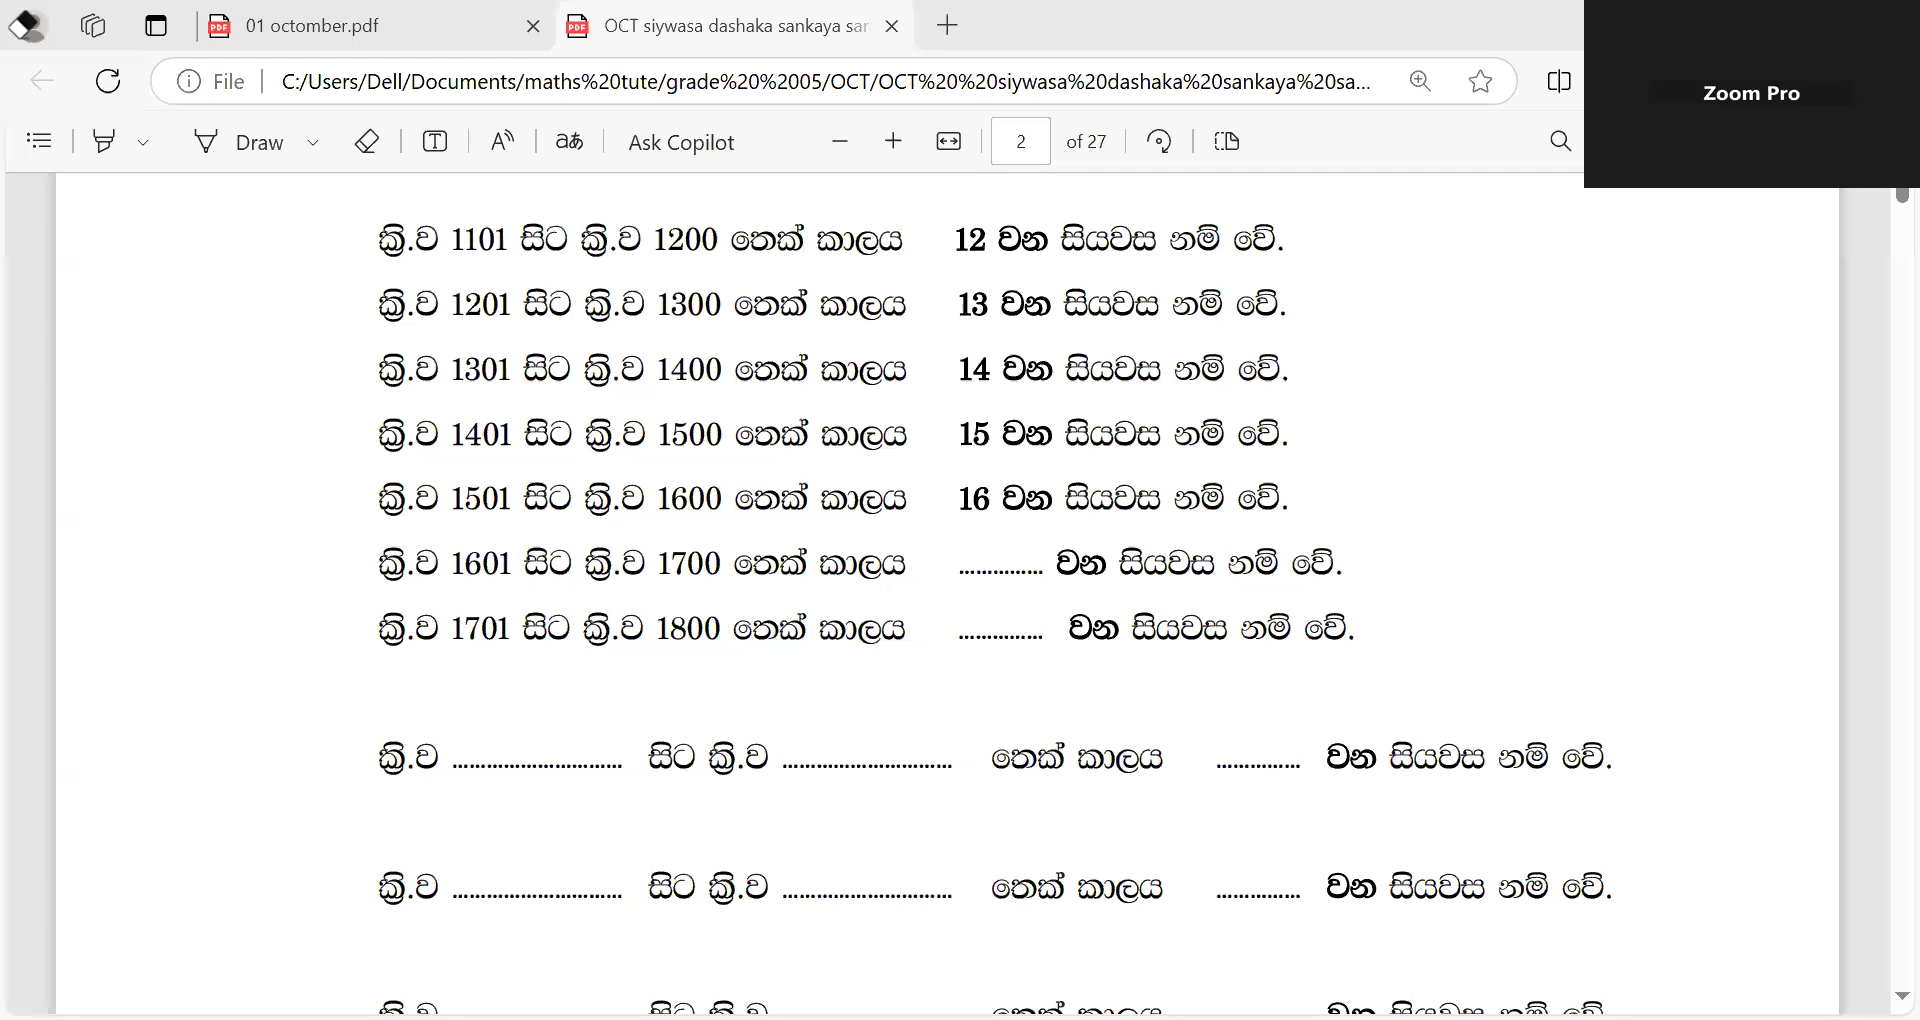 01 octomber.pdf
OCT siywasa dashaka sankaya sar
File
C:/Users/Dell/Documents/maths%20tute/grade%20%2005/OCT/OCT%20%20siywasa%20dashaka%20sankaya%20sa...
Zoom Pro
Draw
Ask Copilot
2 of 27
ක්‍රි.ව 1101 සිට ක්‍රි.ව 1200 තෙක් කාලය 12 වන සියවස නම් වේ.
ක්‍රි.ව 1201 සිට ක්‍රි.ව 1300 තෙක් කාලය 13 වන සියවස නම් වේ.
ක්‍රි.ව 1301 සිට ක්‍රි.ව 1400 තෙක් කාලය 14 වන සියවස නම් වේ.
ක්‍රි.ව 1401 සිට ක්‍රි.ව 1500 තෙක් කාලය 15 වන සියවස නම් වේ.
ක්‍රි.ව 1501 සිට ක්‍රි.ව 1600 තෙක් කාලය 16 වන සියවස නම් වේ.
ක්‍රි.ව 1601 සිට ක්‍රි.ව 1700 තෙක් කාලය ............... වන සියවස නම් වේ.
ක්‍රි.ව 1701 සිට ක්‍රි.ව 1800 තෙක් කාලය ............... වන සියවස නම් වේ.
ක්‍රි.ව .............................. සිට ක්‍රි.ව .............................. තෙක් කාලය ............... වන සියවස නම් වේ.
ක්‍රි.ව .............................. සිට ක්‍රි.ව .............................. තෙක් කාලය ............... වන සියවස නම් වේ.